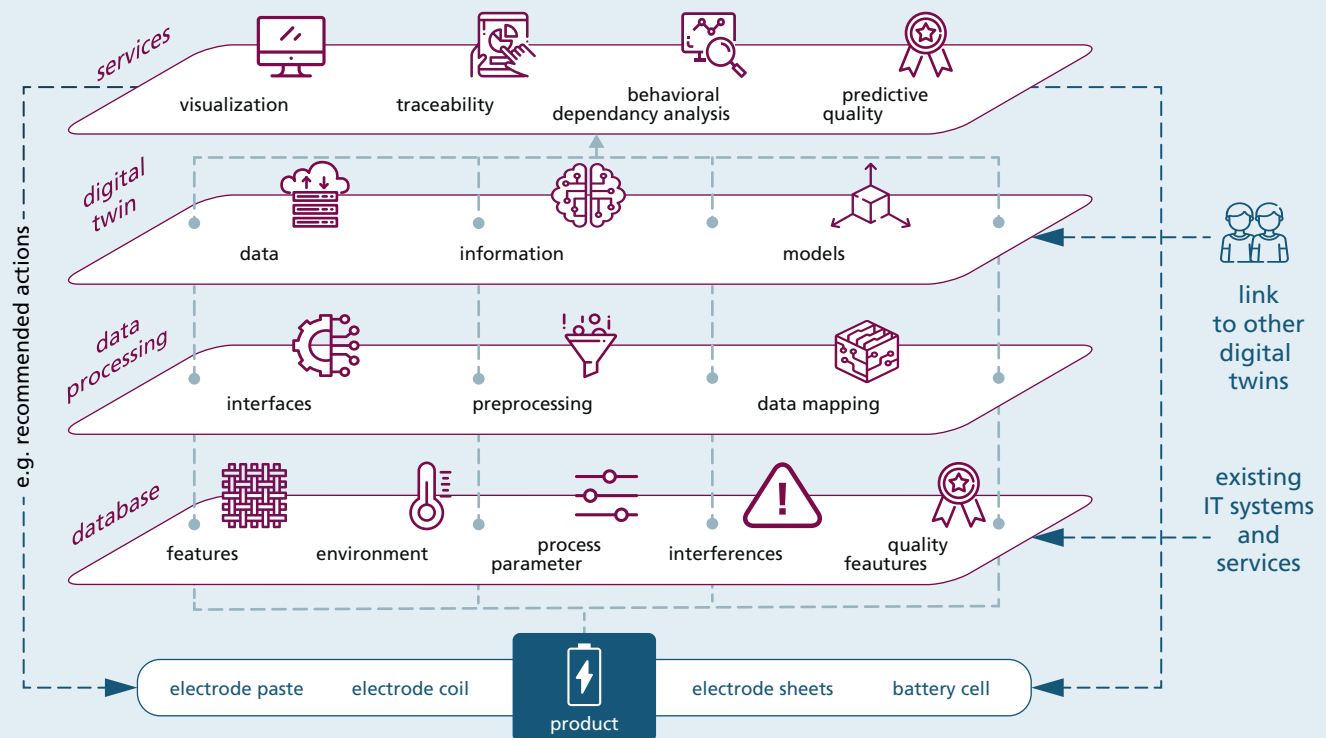 services
visualization
traceability
behavioral
dependancy analysis
predictive
quality
digital
twin
data
information
models
data
processing
interfaces
preprocessing
data mapping
database
features
environment
process
parameter
interferences
quality
feautures
e.g. recommended actions
link
to other
digital
twins
existing
IT systems
and
services
electrode paste
electrode coil
product
electrode sheets
battery cell